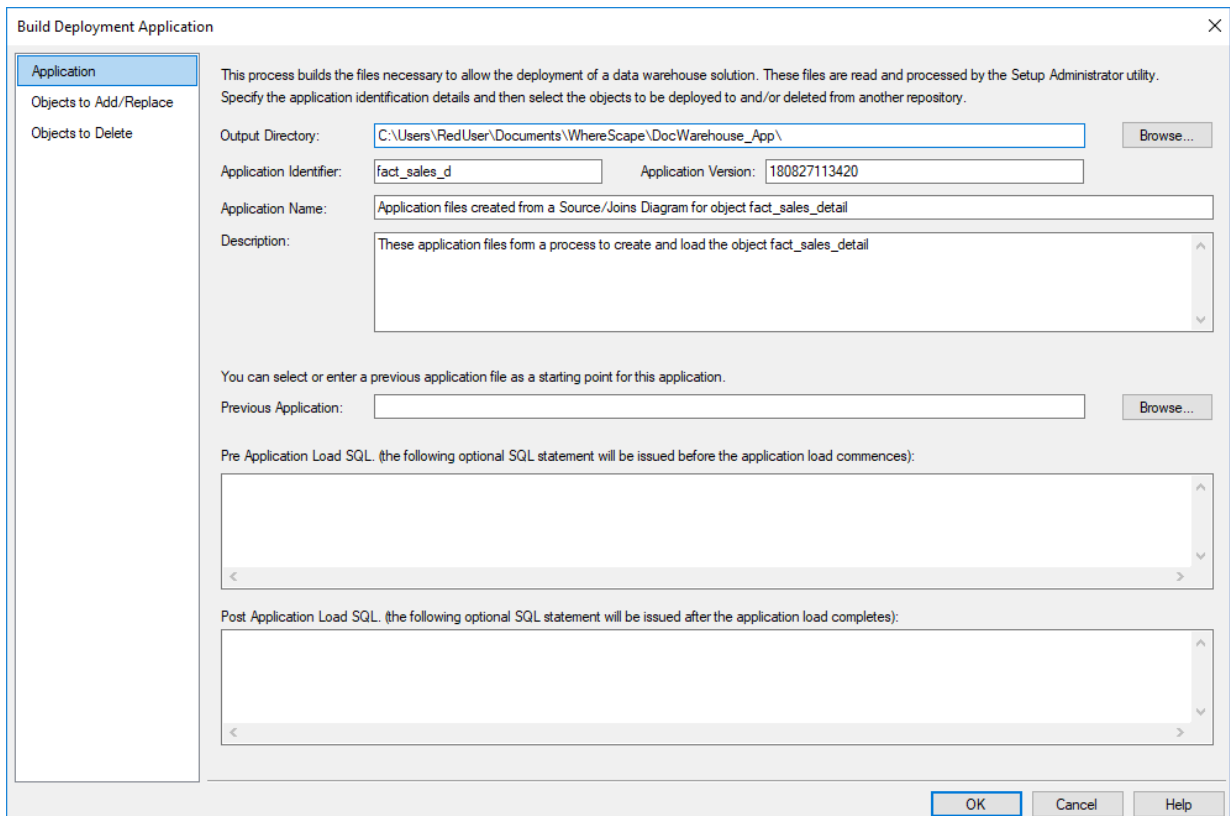 Build Deployment Application
Application
Objects to Add/Replace
Objects to Delete
This process builds the files necessary to allow the deployment of a data warehouse solution. These files are read and processed by the Setup Administrator utility.
Specify the application identification details and then select the objects to be deployed to and/or deleted from another repository.
Output Directory: C:\Users\RedUser\Documents\WhereScape\DocWarehouse_App\ Browse...
Application Identifier: fact_sales_d Application Version: 180827113420
Application Name: Application files created from a Source/Joins Diagram for object fact_sales_detail
Description: These application files form a process to create and load the object fact_sales_detail
You can select or enter a previous application file as a starting point for this application.
Previous Application: Browse...
Pre Application Load SQL. (the following optional SQL statement will be issued before the application load commences):
Post Application Load SQL. (the following optional SQL statement will be issued after the application load completes):
OK Cancel Help